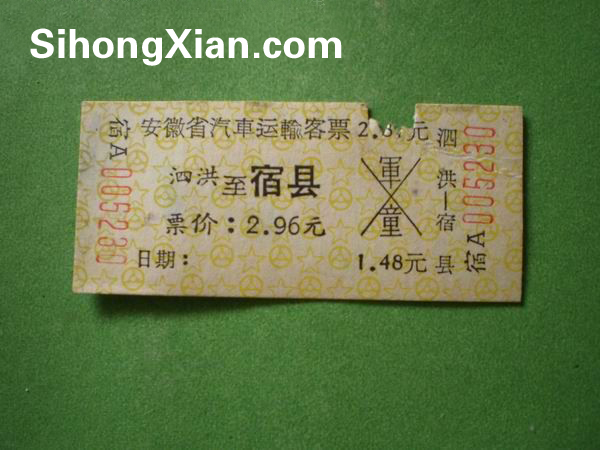 SihongXian.com
安徽省汽車运輸客票
泗洪至宿县
票价：2.96元
日期：
元
軍
童
1.48元
宿A 005230
泗洪—宿县
宿A 005230